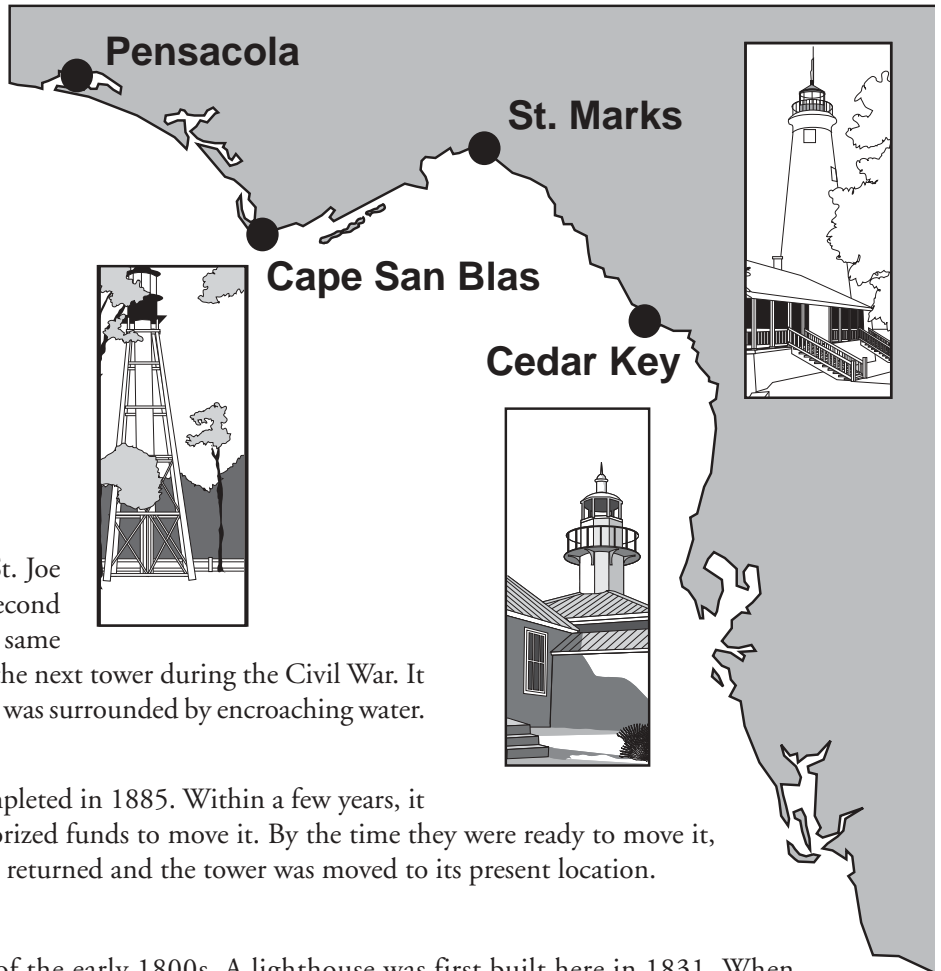 Pensacola
St. Marks
Cape San Blas
Cedar Key
St. Joe
econd
same
he next tower during the Civil War. It
was surrounded by encroaching water.
pleted in 1885. Within a few years, it
orized funds to move it. By the time they were ready to move it,
returned and the tower was moved to its present location.
of the early 1800s. A lighthouse was first built here in 1831. When